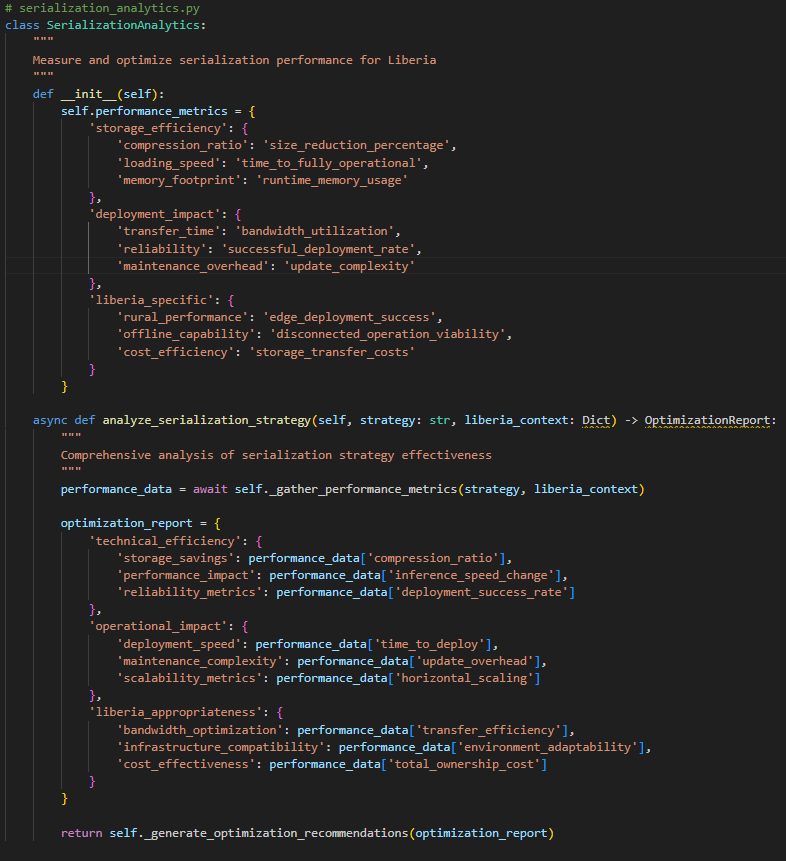 # serialization_analytics.py
class SerializationAnalytics:
"""
Measure and optimize serialization performance for Liberia
"""
def __init__(self):
self.performance_metrics = {
'storage_efficiency': {
'compression_ratio': 'size_reduction_percentage',
'loading_speed': 'time_to_fully_operational',
'memory_footprint': 'runtime_memory_usage'
},
'deployment_impact': {
'transfer_time': 'bandwidth_utilization',
'reliability': 'successful_deployment_rate',
'maintenance_overhead': 'update_complexity'
},
'liberia_specific': {
'rural_performance': 'edge_deployment_success',
'offline_capability': 'disconnected_operation_viability',
'cost_efficiency': 'storage_transfer_costs'
}
}
async def analyze_serialization_strategy(self, strategy: str, liberia_context: Dict) -> OptimizationReport:
"""
Comprehensive analysis of serialization strategy effectiveness
"""
performance_data = await self._gather_performance_metrics(strategy, liberia_context)
optimization_report = {
'technical_efficiency': {
'storage_savings': performance_data['compression_ratio'],
'performance_impact': performance_data['inference_speed_change'],
'reliability_metrics': performance_data['deployment_success_rate']
},
'operational_impact': {
'deployment_speed': performance_data['time_to_deploy'],
'maintenance_complexity': performance_data['update_overhead'],
'scalability_metrics': performance_data['horizontal_scaling']
},
'liberia_appropriateness': {
'bandwidth_optimization': performance_data['transfer_efficiency'],
'infrastructure_compatibility': performance_data['environment_adaptability'],
'cost_effectiveness': performance_data['total_ownership_cost']
}
}
return self._generate_optimization_recommendations(optimization_report)